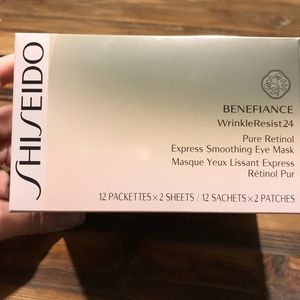 SHISEIDO
BENEFIANCE
WrinkleResist24
Pure Retinol
Express Smoothing Eye Mask
Masque Yeux Lissant Express
Rétinol Pur
12 PACKETTES×2 SHEETS / 12 SACHETS×2 PATCHES